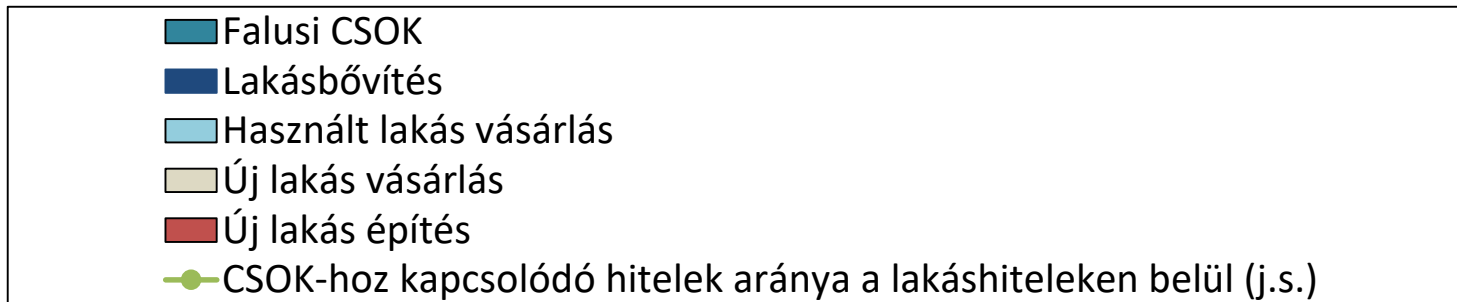 Falusi CSOK
Lakásbővítés
Használt lakás vásárlás
Új lakás vásárlás
Új lakás építés
CSOK-hoz kapcsolódó hitelek aránya a lakáshiteleken belül (j.s.)